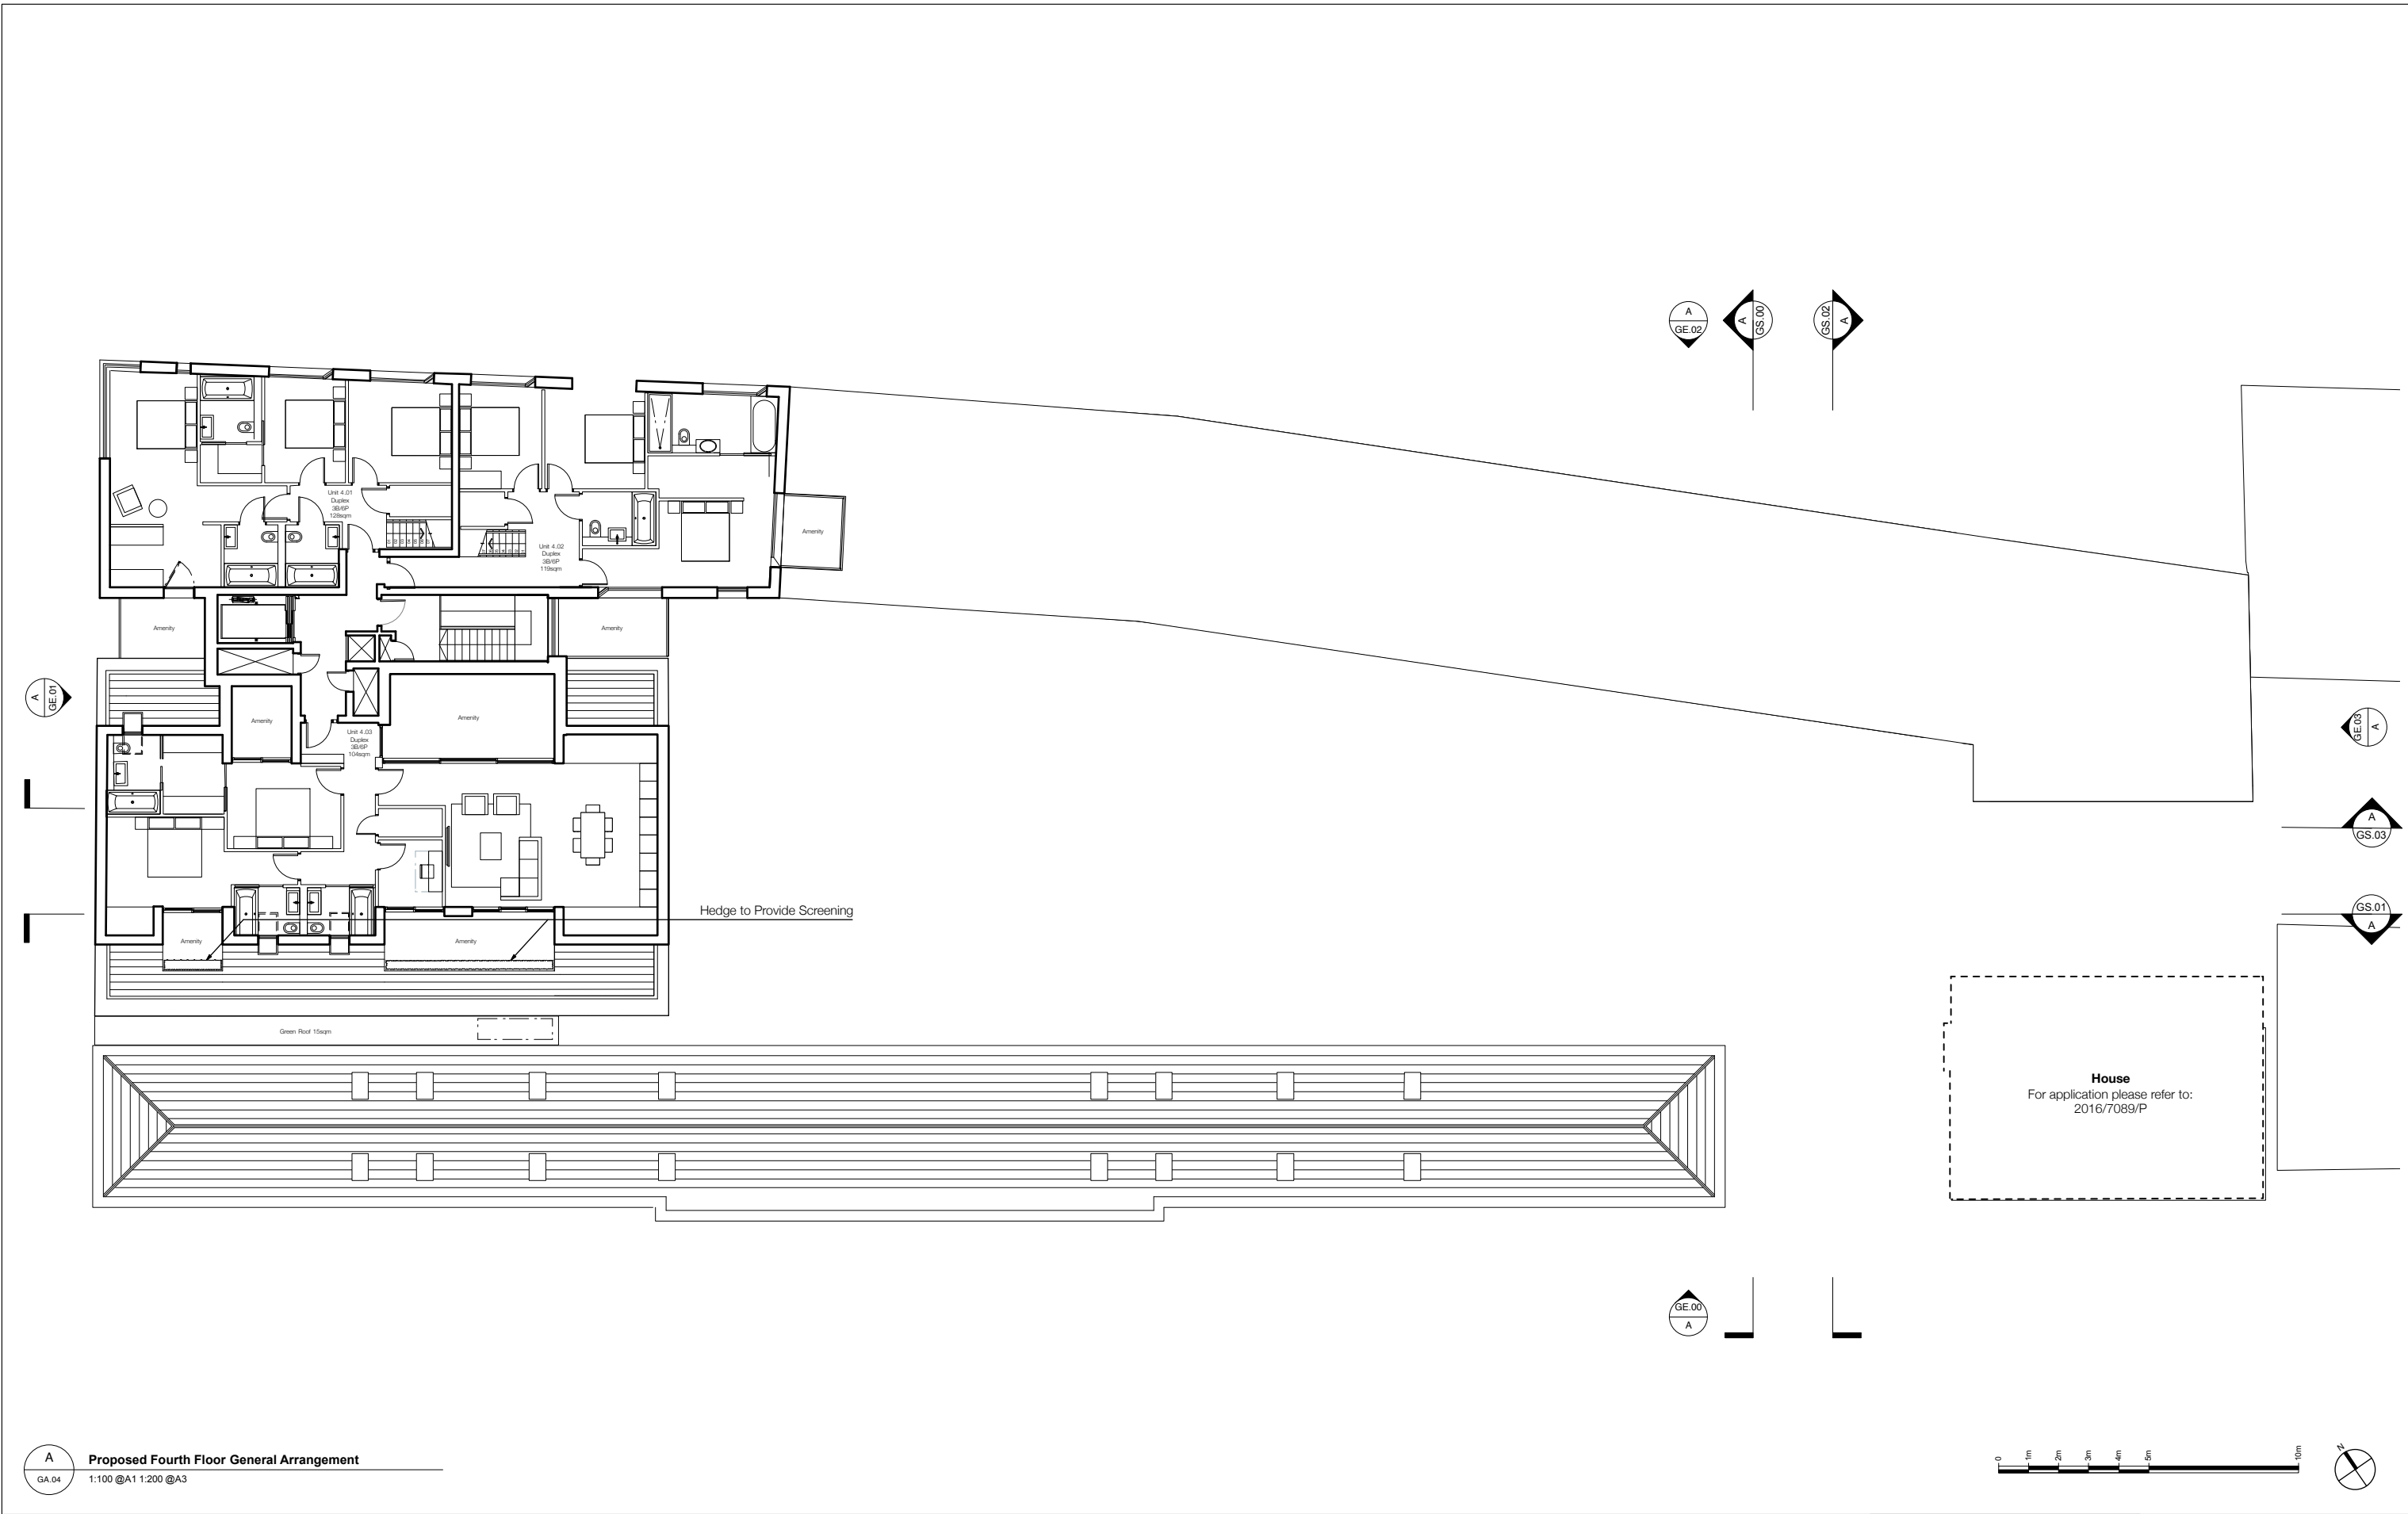 A
GE.02
A
GS.00
GS.02
A
Unit 4.01
Duplex
3B/6P
128sqm
Unit 4.02
Duplex
3B/6P
119sqm
Amenity
Amenity
Amenity
A
GE.01
Amenity
Amenity
Unit 4.03
Duplex
3B/6P
104sqm
GE.03
A
A
GS.03
Hedge to Provide Screening
GS.01
A
Amenity
Amenity
Green Roof 15sqm
House
For application please refer to:
2016/7089/P
GE.00
A
A
GA.04
Proposed Fourth Floor General Arrangement
1:100 @A1 1:200 @A3
0
1m
2m
3m
4m
5m
10m
N